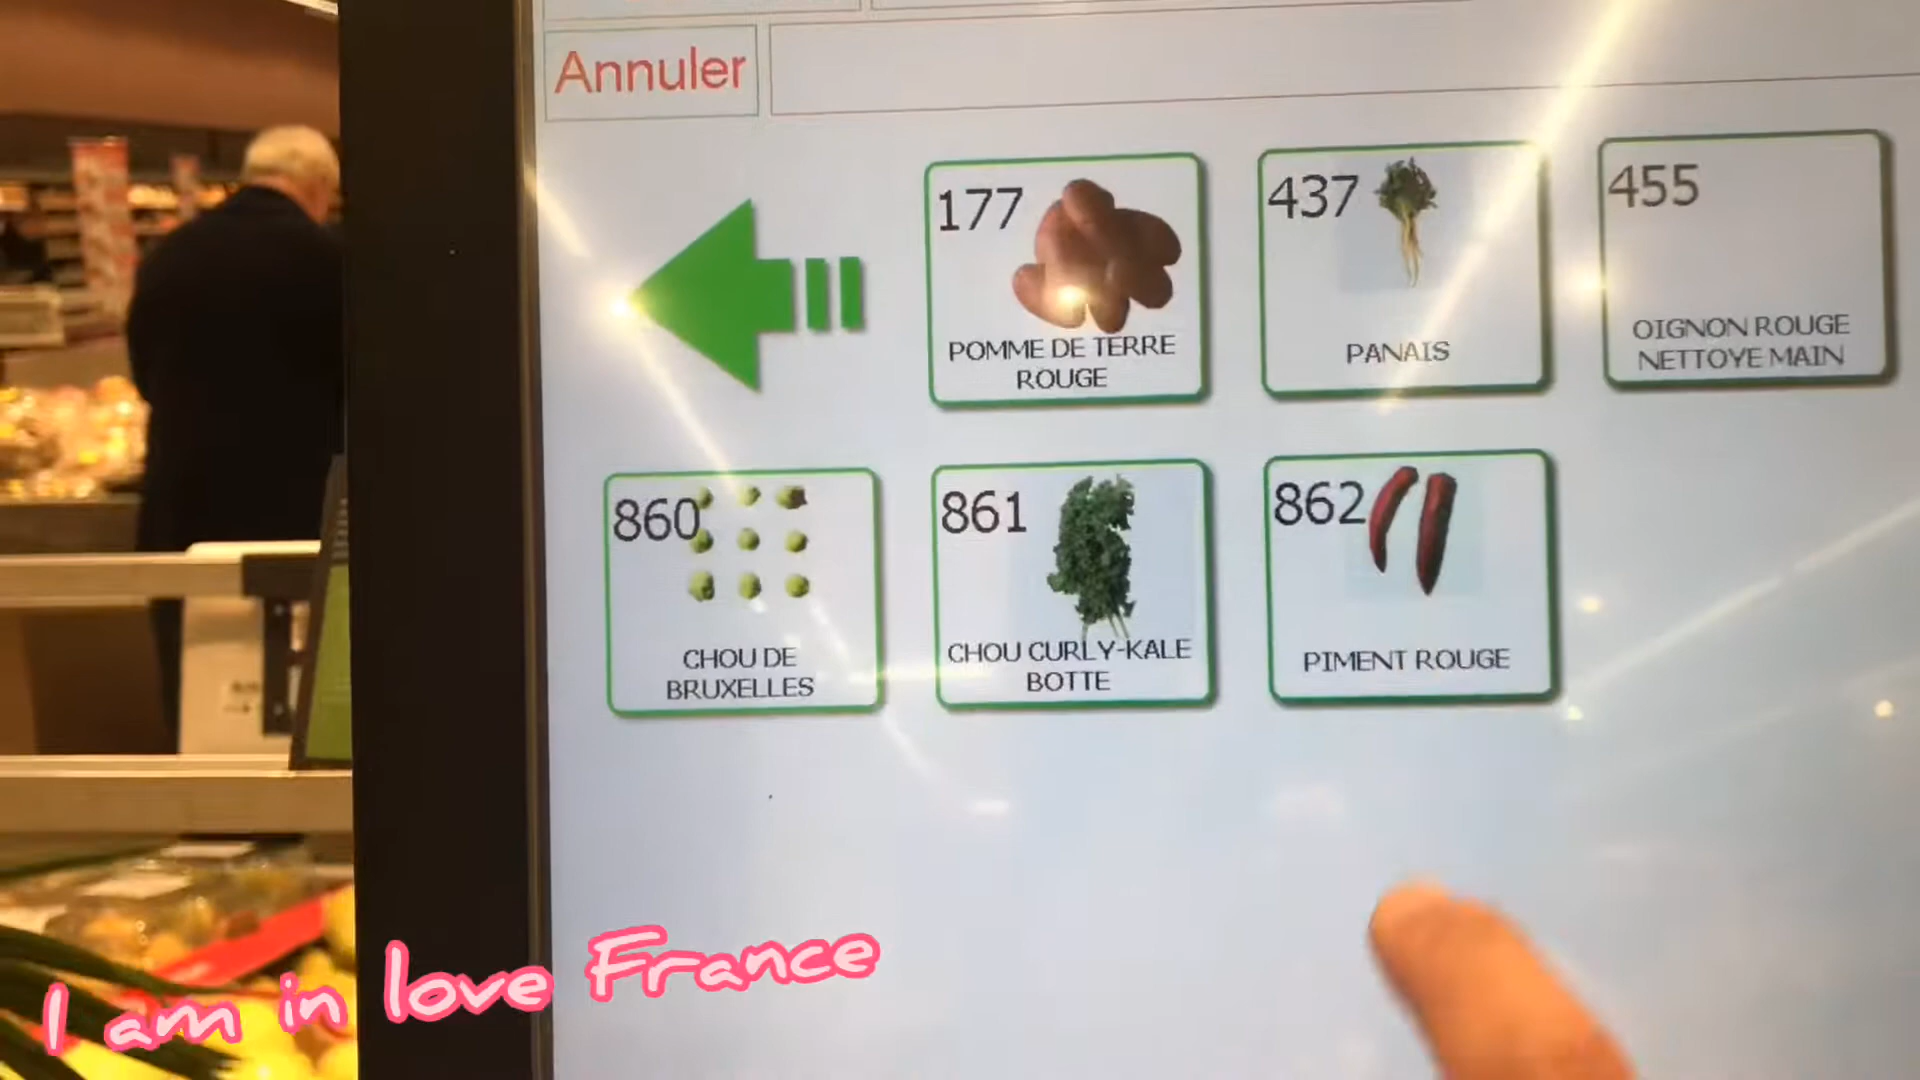 Annuler
177
POMME DE TERRE
ROUGE
437
PANAIS
455
OIGNON ROUGE
NETTOYE MAIN
860
CHOU DE
BRUXELLES
861
CHOU CURLY-KALE
BOTTE
862
PIMENT ROUGE
I am in love France